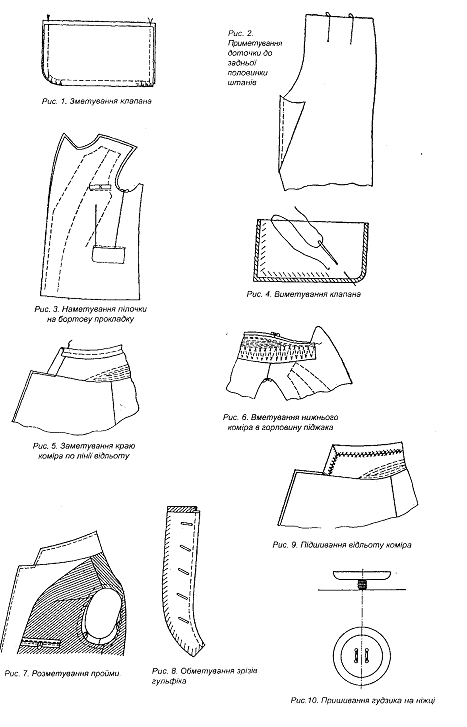 Рис. 1. Зметування клапана
Рис. 2.
Приметування
доточки до
задньої
половинки
штанів
Рис. 3. Наметування пілочки
на бортову прокладку
Рис. 4. Виметування клапана
Рис. 5. Заметування краю
коміра по лінії відльоту
Рис. 6. Вметування нижнього
коміра в горловину піджака
Рис. 7. Розметування пройми
Рис. 8. Обметування зрізів
гульфіка
Рис. 9. Підшивання відльоту коміра
Рис.10. Пришивання гудзика на ніжці